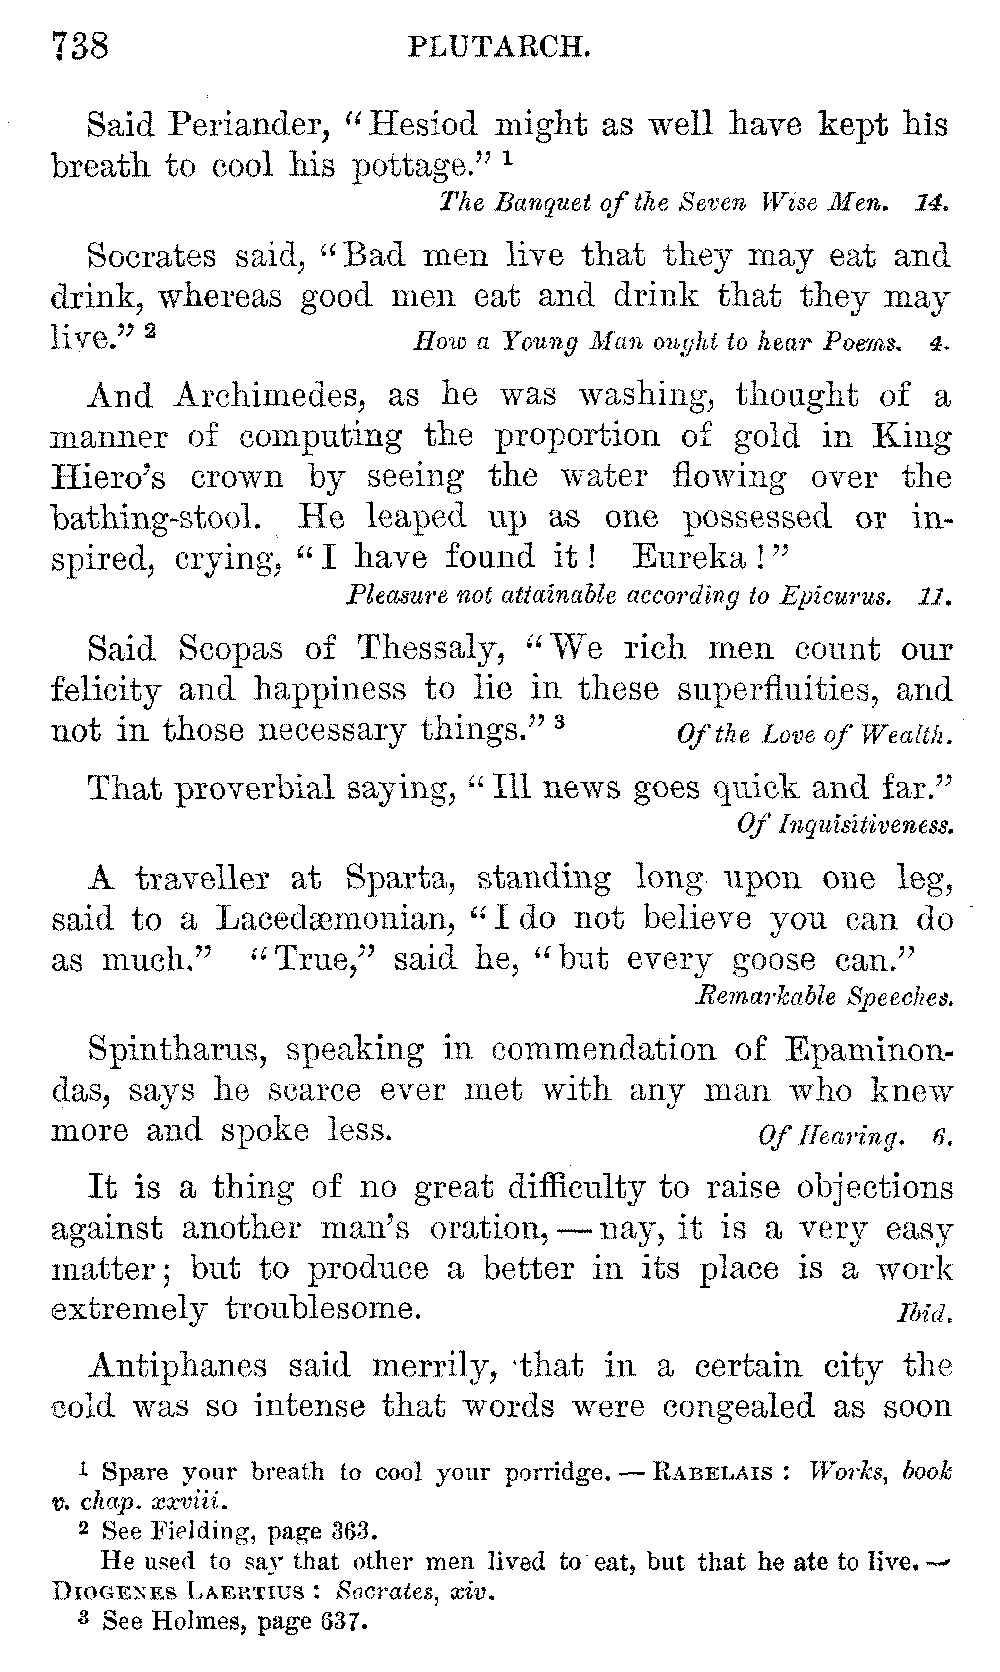 738 PLUTARCH.
Said Periander, “Hesiod might as well have kept his
breath to cool his pottage.” 1
The Banquet of the Seven Wise Men. 14.
Socrates said, “Bad men live that they may eat and
drink, whereas good men eat and drink that they may
live.” 2 How a Young Man ought to hear Poems. 4.
And Archimedes, as he was washing, thought of a
manner of computing the proportion of gold in King
Hiero’s crown by seeing the water flowing over the
bathing-stool. He leaped up as one possessed or in-
spired, crying, “I have found it! Eureka!”
Pleasure not attainable according to Epicurus. 11.
Said Scopas of Thessaly, “We rich men count our
felicity and happiness to lie in these superfluities, and
not in those necessary things.” 3 Of the Love of Wealth.
That proverbial saying, “Ill news goes quick and far.”
Of Inquisitiveness.
A traveller at Sparta, standing long upon one leg,
said to a Lacedæmonian, “I do not believe you can do
as much.” “True,” said he, “but every goose can.”
Remarkable Speeches.
Spintharus, speaking in commendation of Epaminon-
das, says he scarce ever met with any man who knew
more and spoke less. Of Hearing. 6.
It is a thing of no great difficulty to raise objections
against another man’s oration, — nay, it is a very easy
matter; but to produce a better in its place is a work
extremely troublesome. Ibid.
Antiphanes said merrily, that in a certain city the
cold was so intense that words were congealed as soon
1 Spare your breath to cool your porridge. — RABELAIS: Works, book
v. chap. xxviii.
2 See Fielding, page 363.
He used to say that other men lived to eat, but that he ate to live. —
DIOGENES LAERTIUS: Socrates, xiv.
3 See Holmes, page 637.